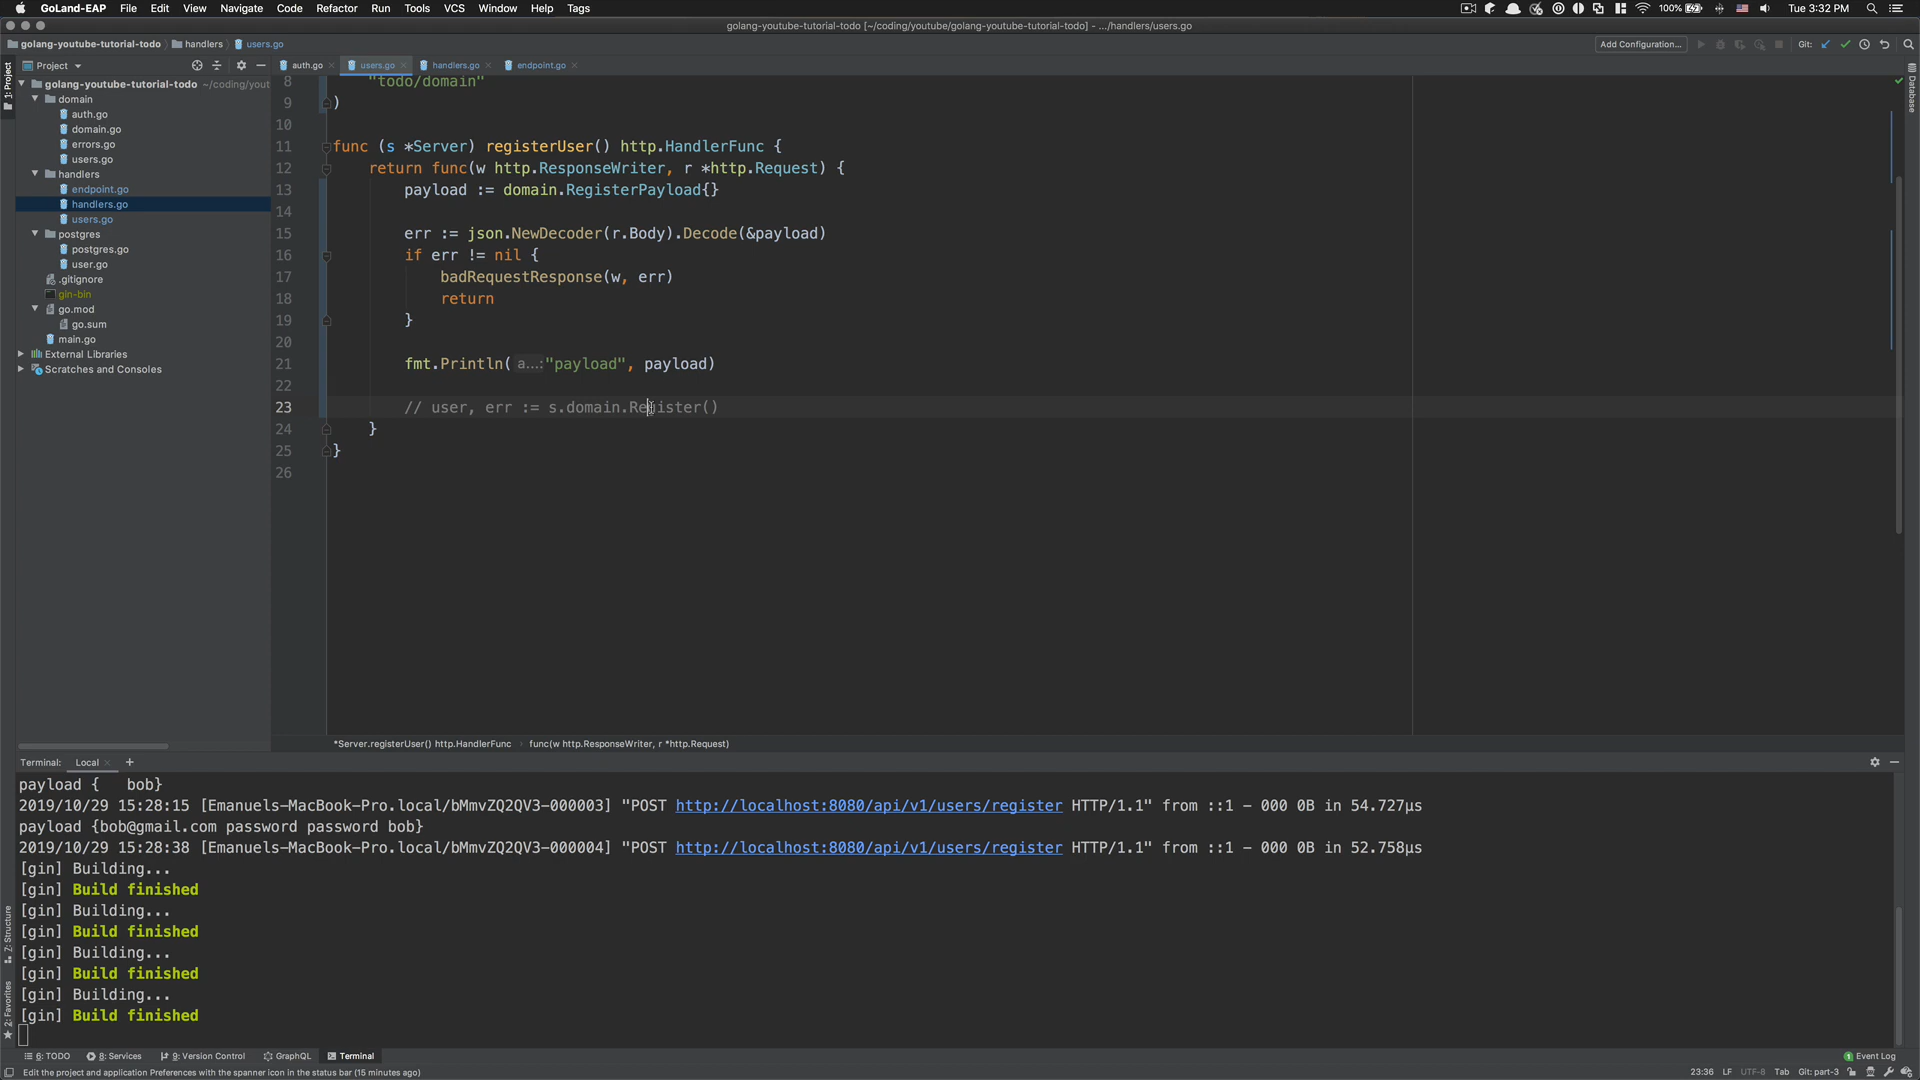 GoLand-EAP File Edit View Navigate Code Refactor Run Tools VCS Window Help Tags 100% Tue 3:32 PM
golang-youtube-tutorial-todo [~/coding/youtube/golang-youtube-tutorial-todo] - .../handlers/users.go
golang-youtube-tutorial-todo handlers users.go Add Configuration... Git:
Project auth.go users.go handlers.go endpoint.go
1: Project
Database
golang-youtube-tutorial-todo ~/coding/yout
domain
auth.go
domain.go
errors.go
users.go
handlers
endpoint.go
handlers.go
users.go
postgres
postgres.go
user.go
.gitignore
gin-bin
go.mod
go.sum
main.go
External Libraries
Scratches and Consoles
8 "todo/domain"
9 )
10
11 func (s *Server) registerUser() http.HandlerFunc {
12 return func(w http.ResponseWriter, r *http.Request) {
13 payload := domain.RegisterPayload{}
14
15 err := json.NewDecoder(r.Body).Decode(&payload)
16 if err != nil {
17 badRequestResponse(w, err)
18 return
19 }
20
21 fmt.Println( a...: "payload", payload)
22
23 // user, err := s.domain.Register()
24 }
25 }
26
*Server.registerUser() http.HandlerFunc › func(w http.ResponseWriter, r *http.Request)
Terminal: Local +
payload {   bob}
2019/10/29 15:28:15 [Emanuels-MacBook-Pro.local/bMmvZQ2QV3-000003] "POST http://localhost:8080/api/v1/users/register HTTP/1.1" from ::1 - 000 0B in 54.727µs
payload {bob@gmail.com password password bob}
2019/10/29 15:28:38 [Emanuels-MacBook-Pro.local/bMmvZQ2QV3-000004] "POST http://localhost:8080/api/v1/users/register HTTP/1.1" from ::1 - 000 0B in 52.758µs
[gin] Building...
[gin] Build finished
[gin] Building...
[gin] Build finished
[gin] Building...
[gin] Build finished
[gin] Building...
[gin] Build finished
7: Structure
2: Favorites
6: TODO 8: Services 9: Version Control GraphQL Terminal 1 Event Log
Edit the project and application Preferences with the spanner icon in the status bar (15 minutes ago) 23:36 LF UTF-8 Tab Git: part-3